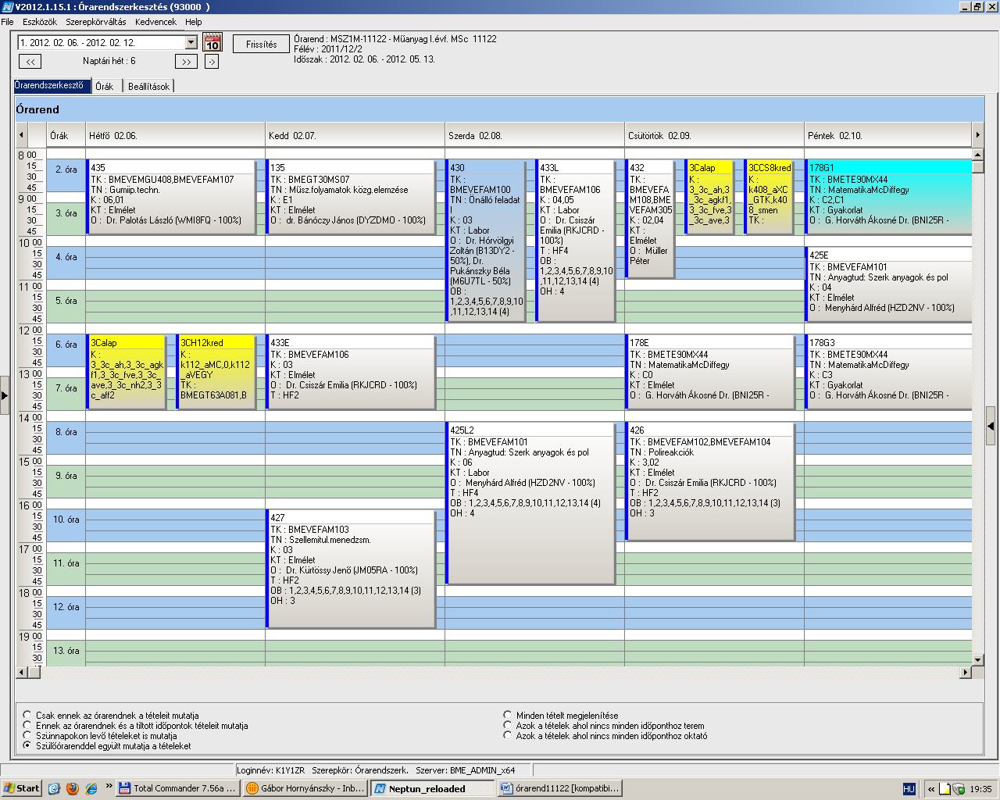 V2012.1.15.1 : Órarendszerkesztés (93000  )
File Eszközök Szerepkörváltás Kedvencek Help
1. 2012. 02. 06. - 2012. 02. 12.
10
Frissítés
<< Naptári hét : 6 >> ->
Órarend : MSZ1M-11122 - Műanyag I.évf. MSc 11122
Félév : 2011/12/2
Időszak : 2012. 02. 06. - 2012. 05. 13.
Órarendszerkesztő Órák Beállítások
Órarend
Órák Hétfő 02.06. Kedd 02.07. Szerda 02.08. Csütörtök 02.09. Péntek 02.10.
8 00
15
30
45
9 00
15
30
45
10 00
15
30
45
11 00
15
30
45
12 00
15
30
45
13 00
15
30
45
14 00
15
30
45
15 00
15
30
45
16 00
15
30
45
17 00
15
30
45
18 00
15
30
45
19 00
15
30
2. óra
3. óra
4. óra
5. óra
6. óra
7. óra
8. óra
9. óra
10. óra
11. óra
12. óra
13. óra
435
TK : BMEVEMGU408,BMEVEFAM107
TN : Gumiip.techn.
K : 06,01
KT : Elmélet
O : Dr. Palotás László (WMI8FQ - 100%)
3Calap
K :
3_3c_ah,3_3c_agk
f1,3_3c_fve,3_3c_
ave,3_3c_nh2,3_3
c_aff2
3CH12kred
K :
k112_aMC,0,k112
_aVEGY
TK :
BMEGT63A081,B
135
TK : BMEGT30MS07
TN : Műsz.folyamatok közg.elemzése
K : E1
KT : Elmélet
O : dr. Bánóczy János (DYZDMO - 100%)
433E
TK : BMEVEFAM106
K : 03
KT : Elmélet
O : Dr. Csiszár Emilia (RKJCRD - 100%)
T : HF2
427
TK : BMEVEFAM103
TN : Szellemitul.menedzsm.
K : 03
KT : Elmélet
O : Dr. Kürtössy Jenő (JM05RA - 100%)
T : HF2
OB : 1,2,3,4,5,6,7,8,9,10,11,12,13,14 (3)
OH : 3
430
TK :
BMEVEFAM100
TN : Önálló feladat
I
K : 03
KT : Labor
O : Dr. Hórvölgyi
Zoltán (B13DY2 -
50%), Dr.
Pukánszky Béla
(M6U7TL - 50%)
OB :
1,2,3,4,5,6,7,8,9,10
,11,12,13,14 (4)
433L
TK :
BMEVEFAM106
K : 04,05
KT : Labor
O : Dr. Csiszár
Emilia (RKJCRD -
100%)
T : HF4
OB :
1,2,3,4,5,6,7,8,9,10
,11,12,13,14 (4)
OH : 4
425L2
TK : BMEVEFAM101
TN : Anyagtud: Szerk anyagok és pol
K : 06
KT : Labor
O : Menyhárd Alfréd (HZD2NV - 100%)
T : HF4
OB : 1,2,3,4,5,6,7,8,9,10,11,12,13,14 (4)
OH : 4
432
TK :
BMEVEFA
M108,BME
VEFAM305
K : 02,04
KT :
Elmélet
O : Müller
Péter
3Calap
K :
3_3c_ah,3
_3c_agkf1,
3_3c_fve,3
_3c_ave,3
3CCS8kred
K :
k408_aXC
_GTK,k40
8_smen
TK :
178E
TK : BMETE90MX44
TN : MatematikaMcDiffegy
K : C0
KT : Elmélet
O : G. Horváth Ákosné Dr. (BNI25R -
426
TK : BMEVEFAM102,BMEVEFAM104
TN : Polireakciók
K : 3,02
KT : Elmélet
O : Dr. Csiszár Emilia (RKJCRD - 100%)
T : HF2
OB : 1,2,3,4,5,6,7,8,9,10,11,12,13,14 (3)
OH : 3
178G1
TK : BMETE90MX44
TN : MatematikaMcDiffegy
K : C2,C1
KT : Gyakorlat
O : G. Horváth Ákosné Dr. (BNI25R -
425E
TK : BMEVEFAM101
TN : Anyagtud: Szerk anyagok és pol
K : 04
KT : Elmélet
O : Menyhárd Alfréd (HZD2NV - 100%)
178G3
TK : BMETE90MX44
TN : MatematikaMcDiffegy
K : C3
KT : Gyakorlat
O : G. Horváth Ákosné Dr. (BNI25R -
Csak ennek az órarendnek a tételeit mutatja
Ennek az órarendnek és a tiltott időpontok tételeit mutatja
Szünnapokon levő tételeket is mutatja
Szülőórarenddel együtt mutatja a tételeket
Minden tételt megjelenítése
Azok a tételek ahol nincs minden időponthoz terem
Azok a tételek ahol nincs minden időponthoz oktató
Loginnév: K1Y1ZR Szerepkör: Órarendszerk. Szerver: BME_ADMIN_x64
Start » Total Commander 7.56a ... Gábor Hornyánszky - Inb... Neptun_reloaded órarend11122 [kompatibi... HU « 19:35